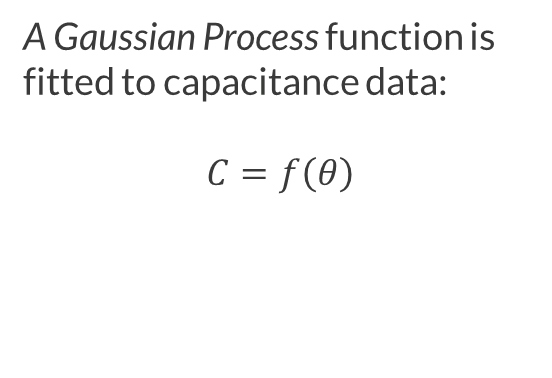 A Gaussian Process function is
fitted to capacitance data:
C = f(θ)